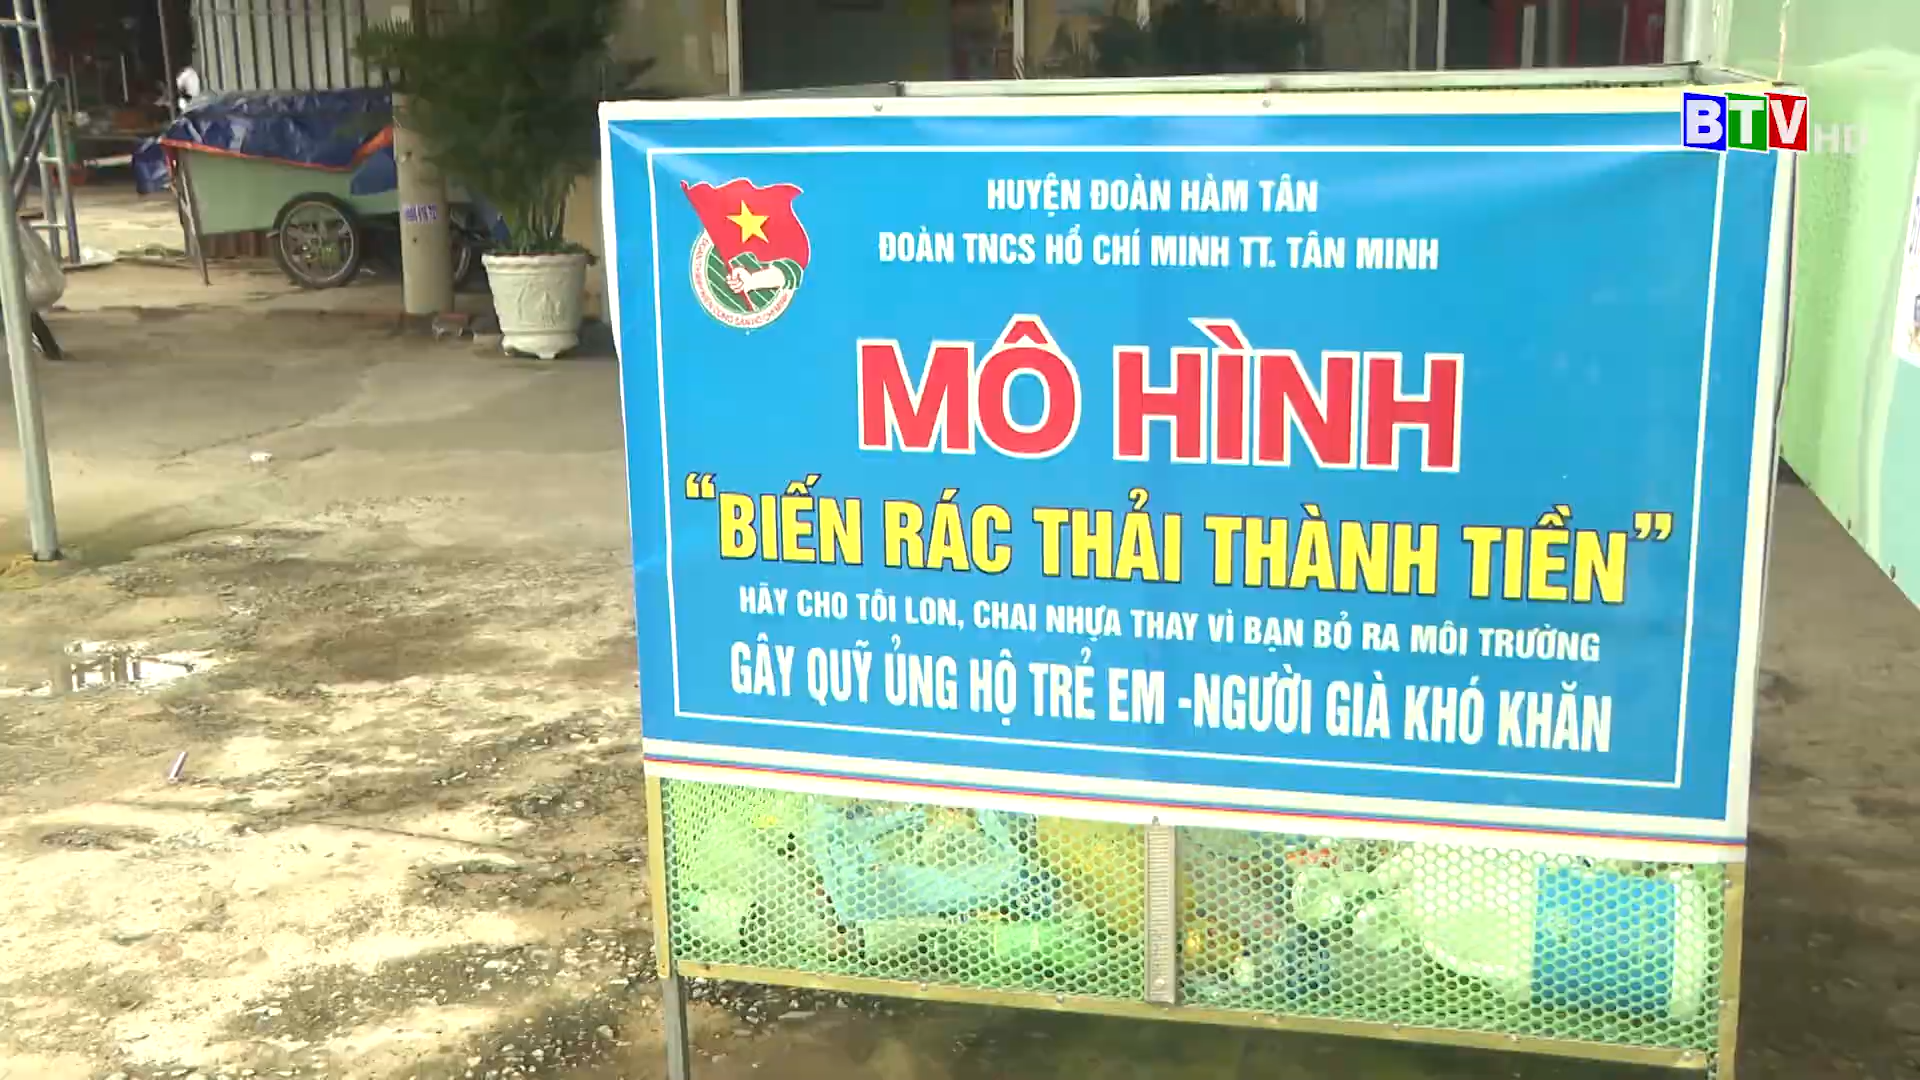 BTV HD
HUYỆN ĐOÀN HÀM TÂN
ĐOÀN TNCS HỒ CHÍ MINH TT. TÂN MINH
MÔ HÌNH
“BIẾN RÁC THẢI THÀNH TIỀN”
HÃY CHO TÔI LON, CHAI NHỰA THAY VÌ BẠN BỎ RA MÔI TRƯỜNG
GÂY QUỸ ỦNG HỘ TRẺ EM -NGƯỜI GIÀ KHÓ KHĂN